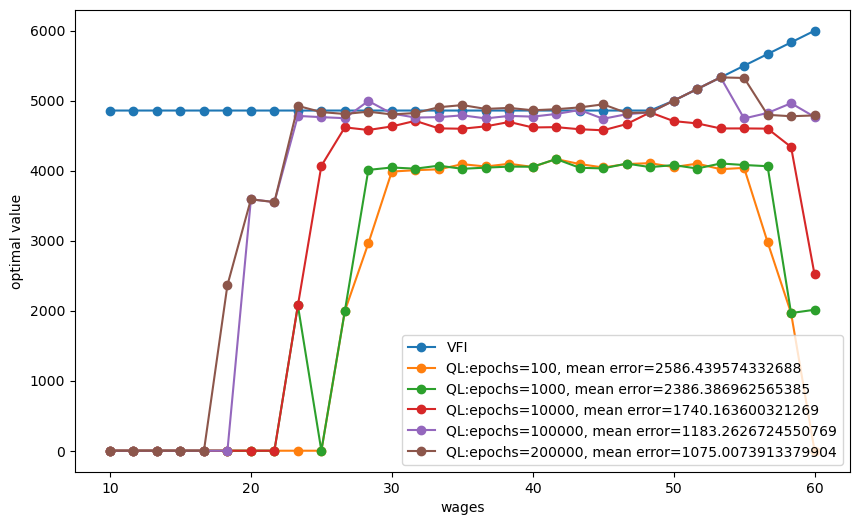 6000
5000
4000
3000
2000
1000
0
optimal value
10
20
30
40
50
60
wages
VFI
QL:epochs=100, mean error=2586.439574332688
QL:epochs=1000, mean error=2386.386962565385
QL:epochs=10000, mean error=1740.163600321269
QL:epochs=100000, mean error=1183.2626724550769
QL:epochs=200000, mean error=1075.0073913379904